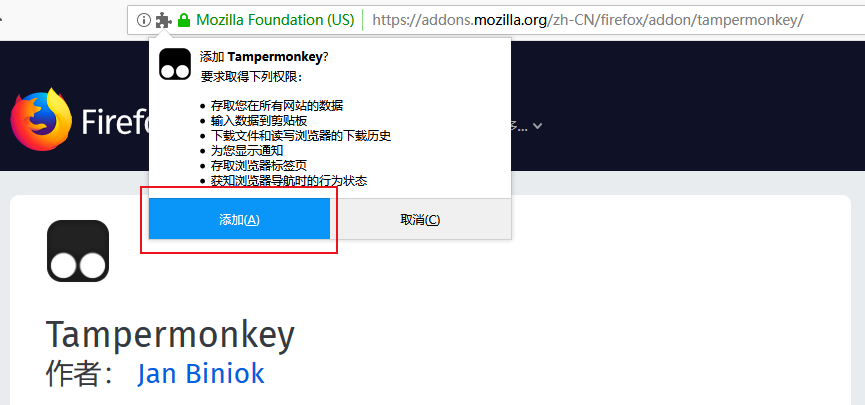 Mozilla Foundation (US)
https://addons.mozilla.org/zh-CN/firefox/addon/tampermonkey/
添加 Tampermonkey?
要求取得下列权限：
• 存取您在所有网站的数据
• 输入数据到剪贴板
• 下载文件和读写浏览器的下载历史
• 为您显示通知
• 存取浏览器标签页
• 获知浏览器导航时的行为状态
添加(A)
取消(C)
Firefo
多...
Tampermonkey
作者： Jan Biniok